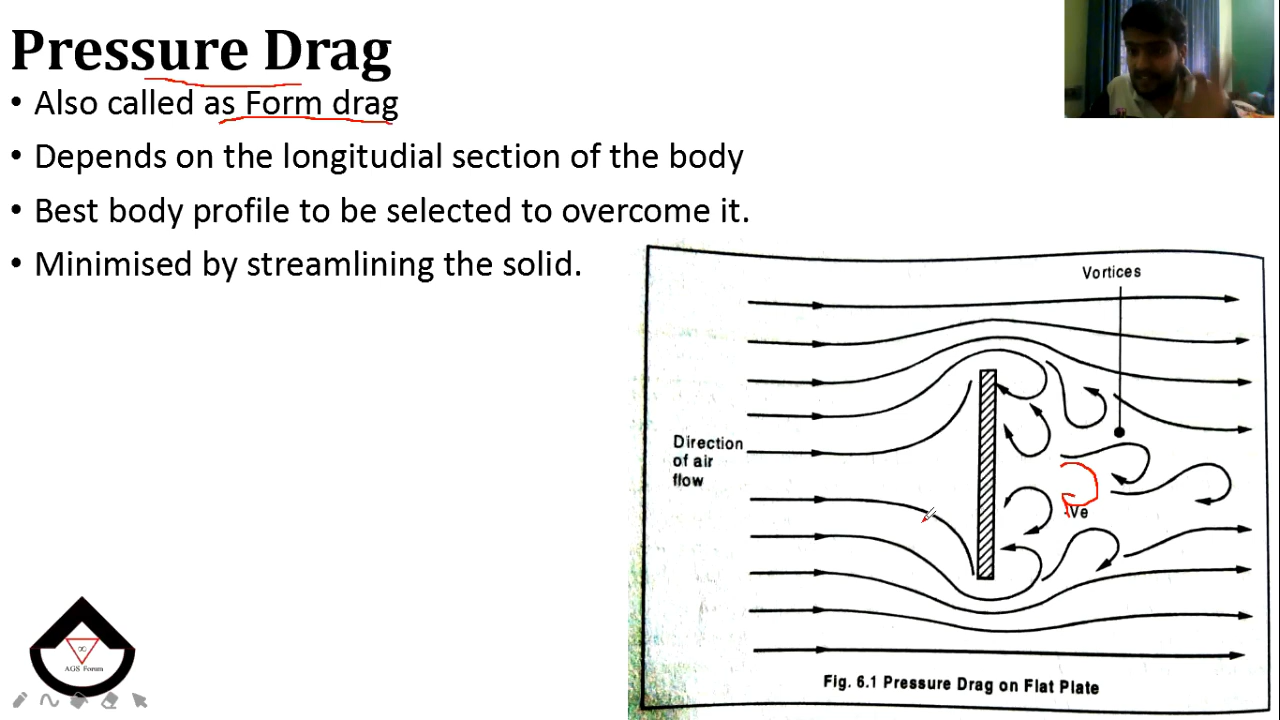 Pressure Drag
• Also called as Form drag
• Depends on the longitudial section of the body
• Best body profile to be selected to overcome it.
• Minimised by streamlining the solid.
Vortices
Direction
of air
flow
-Ve
Fig. 6.1 Pressure Drag on Flat Plate
∞
AGS Forum